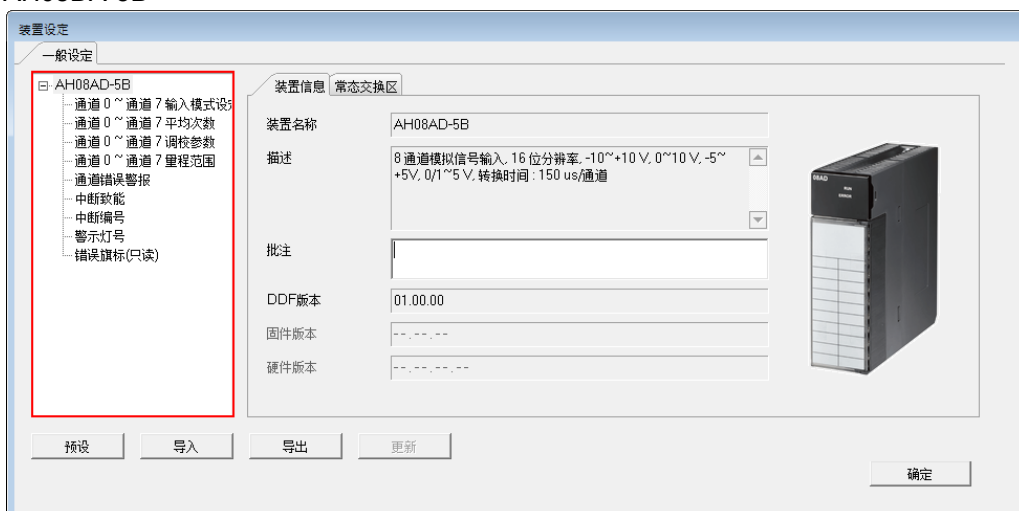 装置设定
一般设定
AH08AD-5B
通道 0 ~ 通道 7 输入模式设
通道 0 ~ 通道 7 平均次数
通道 0 ~ 通道 7 调校参数
通道 0 ~ 通道 7 量程范围
通道错误警报
中断致能
中断编号
警示灯号
错误旗标(只读)
装置信息 常态交换区
装置名称 AH08AD-5B
描述 8 通道模拟信号输入, 16 位分辨率, -10~+10 V, 0~10 V, -5~
+5V, 0/1~5 V, 转换时间 : 150 us/通道
批注
DDF版本 01.00.00
固件版本 --.--.--
硬件版本 --.--.--.--
08AD
RUN
ERROR
预设 导入 导出 更新
确定